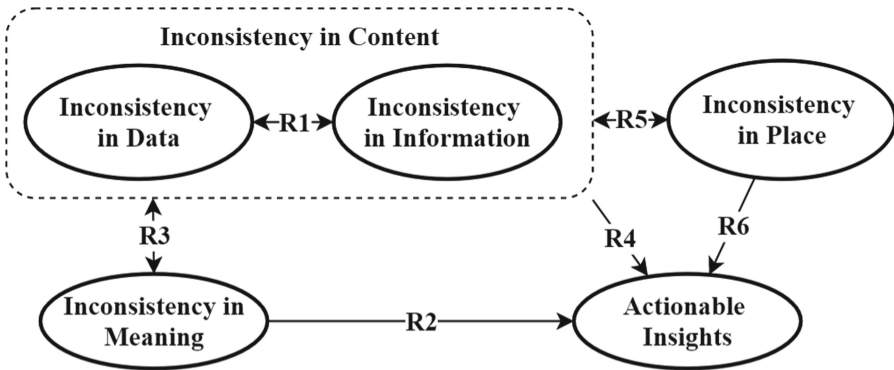 Inconsistency in Content
Inconsistency
in Data
R1
Inconsistency
in Information
R5
Inconsistency
in Place
R3
R4
R6
Inconsistency in
Meaning
R2
Actionable
Insights